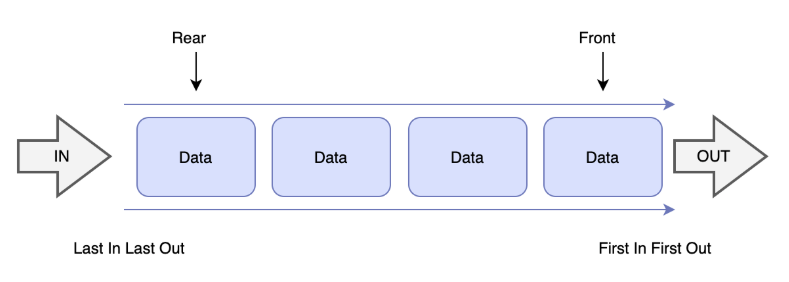 Rear
Front
IN
Data
Data
Data
Data
OUT
Last In Last Out
First In First Out